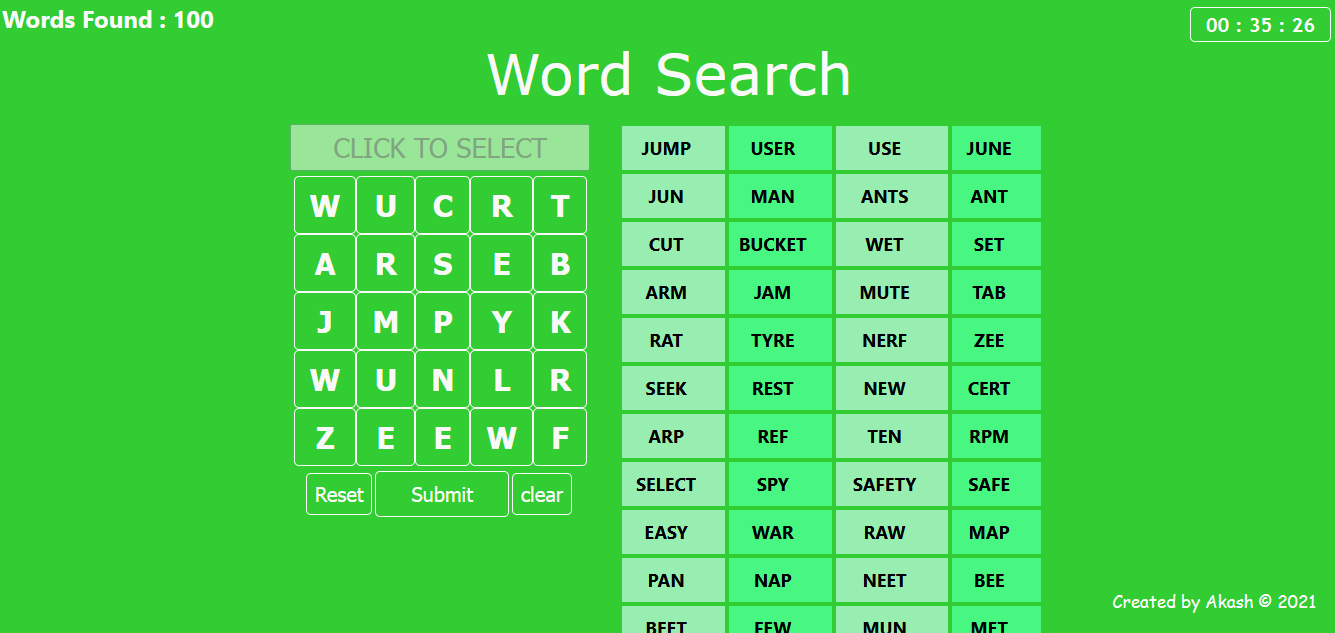 Words Found : 100
00 : 35 : 26
Word Search
CLICK TO SELECT
W U C R T
A R S E B
J M P Y K
W U N L R
Z E E W F
Reset Submit clear
JUMP USER USE JUNE
JUN MAN ANTS ANT
CUT BUCKET WET SET
ARM JAM MUTE TAB
RAT TYRE NERF ZEE
SEEK REST NEW CERT
ARP REF TEN RPM
SELECT SPY SAFETY SAFE
EASY WAR RAW MAP
PAN NAP NEET BEE
BEET FEW MUN MET
Created by Akash © 2021